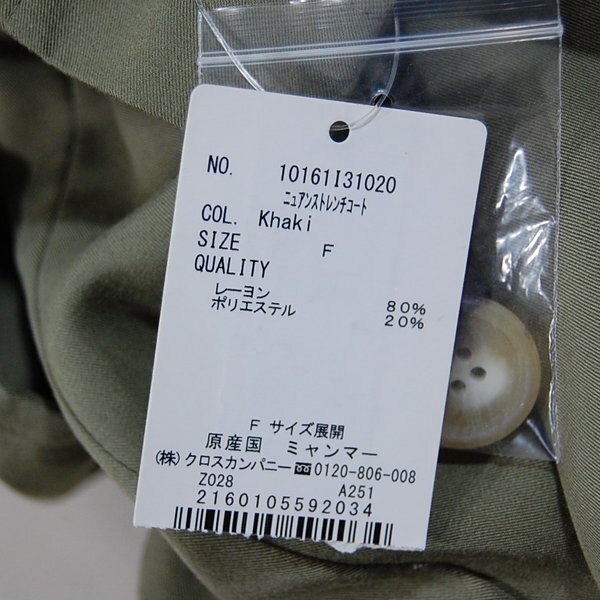 NO. 10161I31020
ニュアンストレンチコート
COL. Khaki
SIZE F
QUALITY
レーヨン 80%
ポリエステル 20%
F サイズ展開
原産国 ミャンマー
(株)クロスカンパニー☎0120-806-008
Z028 A251
2160105592034